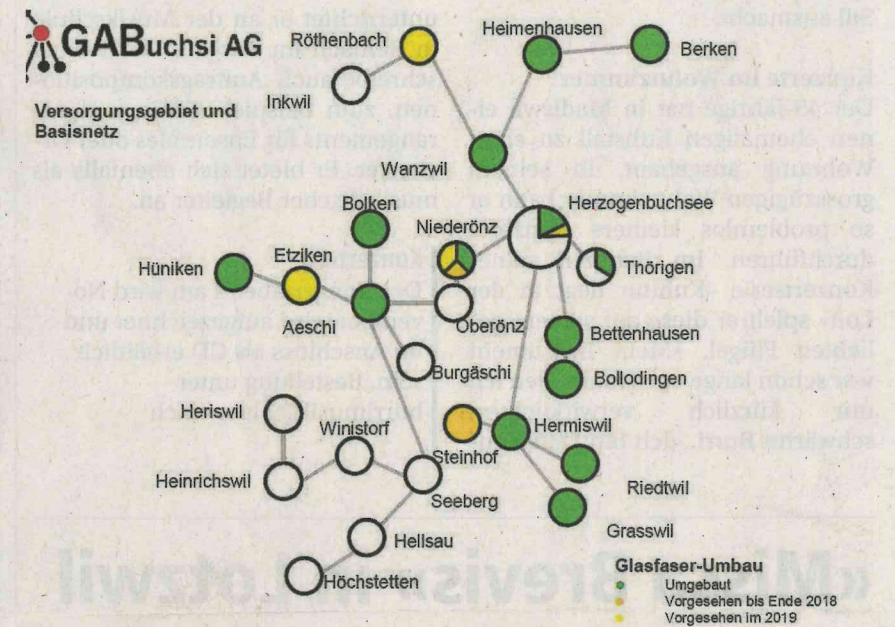 GABuchsi AG
Versorgungsgebiet und
Basisnetz
Röthenbach
Inkwil
Heimenhausen
Berken
Wanzwil
Herzogenbuchsee
Bolken
Niederönz
Thörigen
Hüniken
Etziken
Aeschi
Oberönz
Bettenhausen
Burgäschi
Bollodingen
Heriswil
Winistorf
Hermiswil
Steinhof
Heinrichswil
Seeberg
Riedtwil
Grasswil
Hellsau
Höchstetten
Glasfaser-Umbau
Umgebaut
Vorgesehen bis Ende 2018
Vorgesehen im 2019